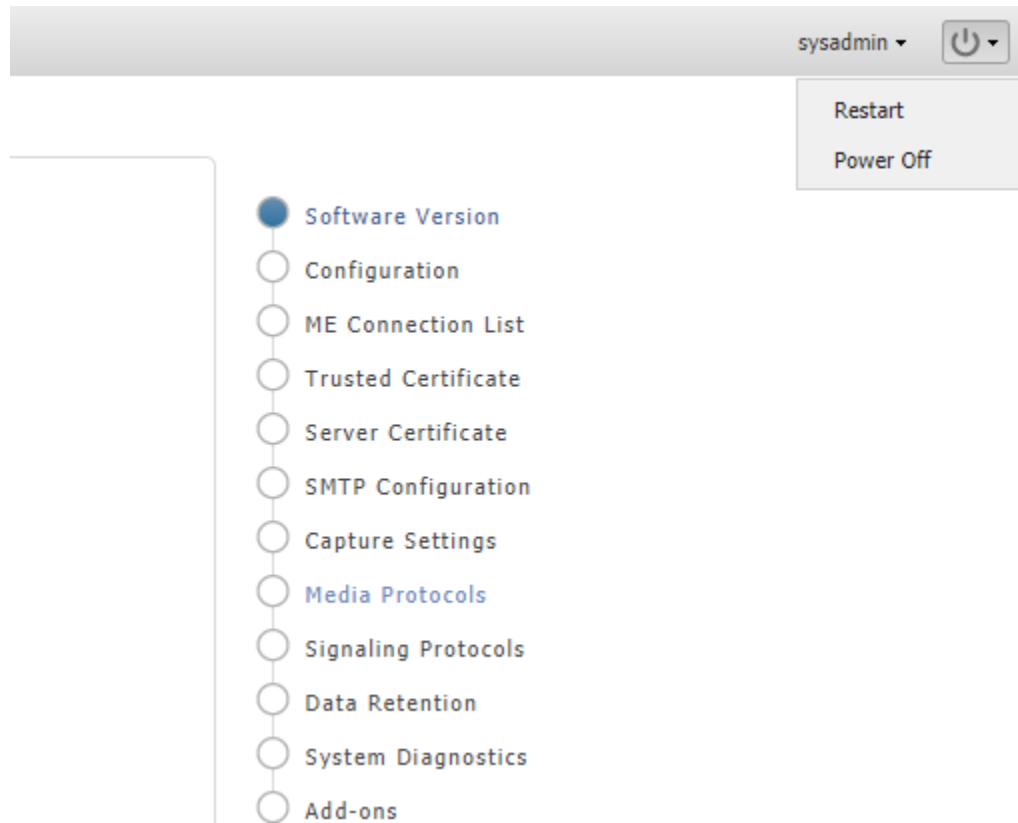 sysadmin
Restart
Power Off
Software Version
Configuration
ME Connection List
Trusted Certificate
Server Certificate
SMTP Configuration
Capture Settings
Media Protocols
Signaling Protocols
Data Retention
System Diagnostics
Add-ons